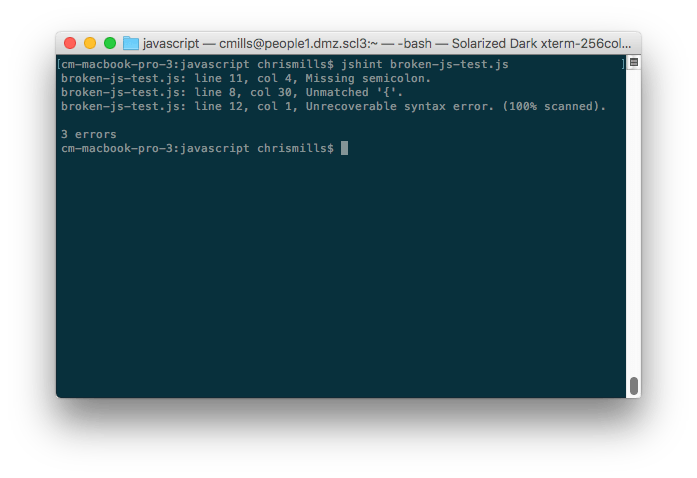 javascript — cmills@people1.dmz.scl3:~ — -bash — Solarized Dark xterm-256col...
[cm-macbook-pro-3:javascript chrismills$ jshint broken-js-test.js ]
broken-js-test.js: line 11, col 4, Missing semicolon.
broken-js-test.js: line 8, col 30, Unmatched '{'.
broken-js-test.js: line 12, col 1, Unrecoverable syntax error. (100% scanned).
3 errors
cm-macbook-pro-3:javascript chrismills$